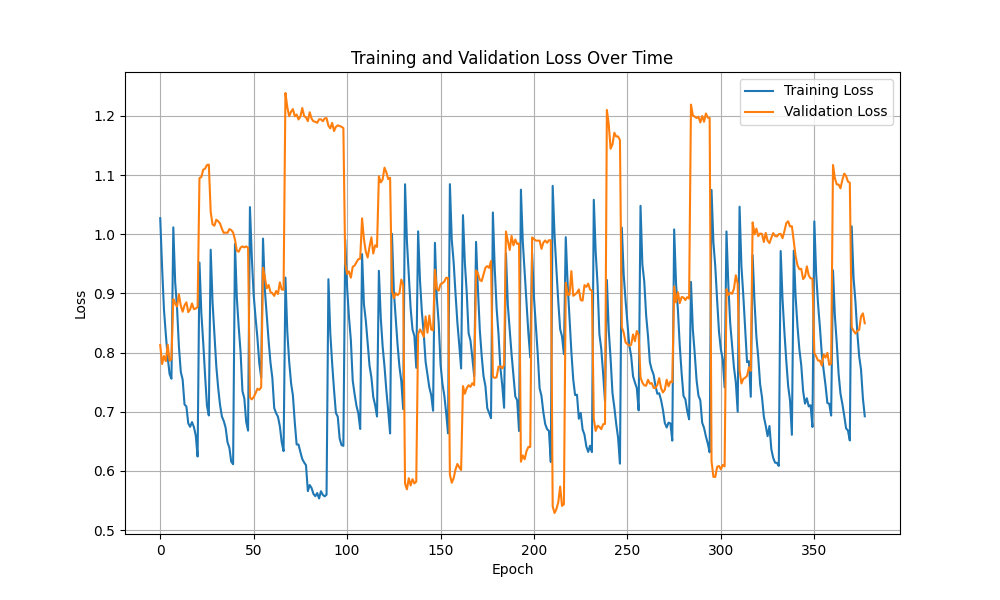 Training and Validation Loss Over Time
Training Loss
Validation Loss
1.2
1.1
1.0
0.9
0.8
0.7
0.6
0.5
Loss
0 50 100 150 200 250 300 350
Epoch